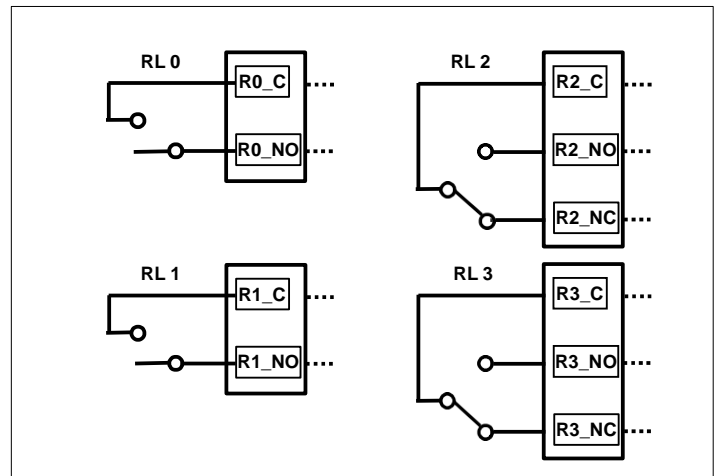 RL 0
R0_C
R0_NO
RL 2
R2_C
R2_NO
R2_NC
RL 1
R1_C
R1_NO
RL 3
R3_C
R3_NO
R3_NC